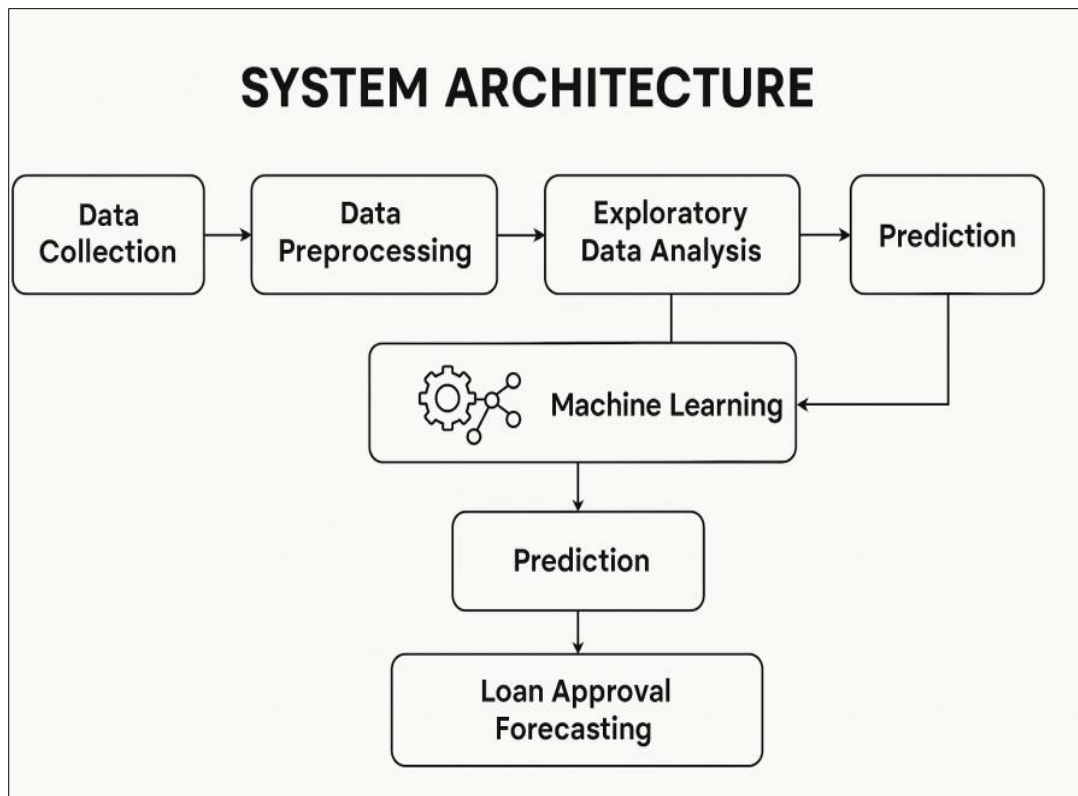 SYSTEM ARCHITECTURE
Data
Collection
Data
Preprocessing
Exploratory
Data Analysis
Prediction
Machine Learning
Prediction
Loan Approval
Forecasting